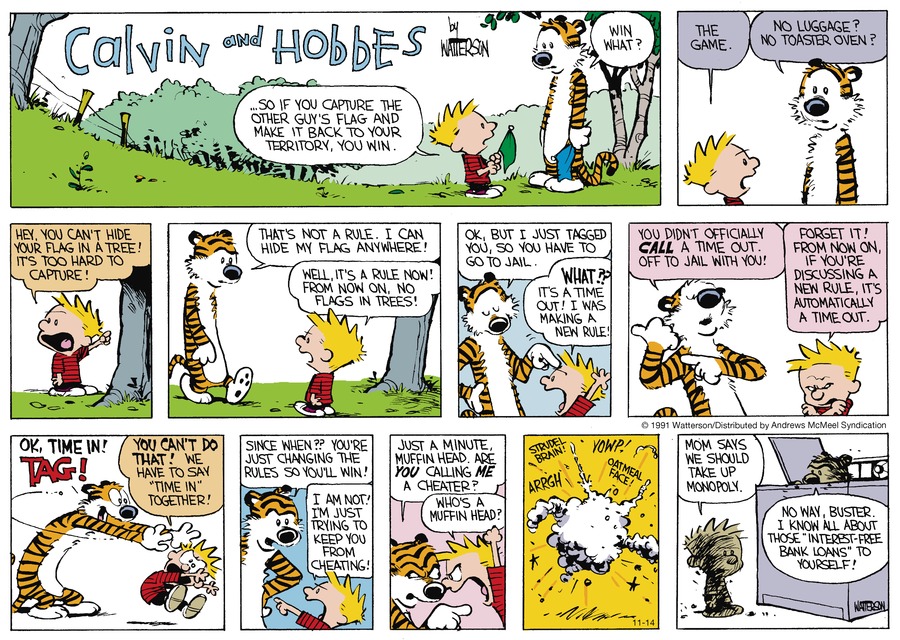 Calvin and HOBBES
by
WATTERSON
...SO IF YOU CAPTURE THE
OTHER GUY'S FLAG AND
MAKE IT BACK TO YOUR
TERRITORY, YOU WIN.
WIN
WHAT?
THE
GAME.
NO LUGGAGE?
NO TOASTER OVEN?
HEY, YOU CAN'T HIDE
YOUR FLAG IN A TREE!
IT'S TOO HARD TO
CAPTURE!
THAT'S NOT A RULE. I CAN
HIDE MY FLAG ANYWHERE!
WELL, IT'S A RULE NOW!
FROM NOW ON, NO
FLAGS IN TREES!
OK, BUT I JUST TAGGED
YOU, SO YOU HAVE TO
GO TO JAIL.
WHAT??
IT'S A TIME
OUT! I WAS
MAKING A
NEW RULE!
YOU DIDN'T OFFICIALLY
CALL A TIME OUT.
OFF TO JAIL WITH YOU!
FORGET IT!
FROM NOW ON,
IF YOU'RE
DISCUSSING A
NEW RULE, IT'S
AUTOMATICALLY
A TIME OUT.
© 1991 Watterson/Distributed by Andrews McMeel Syndication
OK, TIME IN!
TAG!
YOU CAN'T DO
THAT! WE
HAVE TO SAY
"TIME IN"
TOGETHER!
SINCE WHEN?? YOU'RE
JUST CHANGING THE
RULES SO YOU'LL WIN!
I AM NOT!
I'M JUST
TRYING TO
KEEP YOU
FROM
CHEATING!
JUST A MINUTE,
MUFFIN HEAD. ARE
YOU CALLING ME
A CHEATER?
WHO'S A
MUFFIN HEAD?
STRUDEL
BRAIN!
YOWP!
OATMEAL
FACE!
ARRGH
11-14
MOM SAYS
WE SHOULD
TAKE UP
MONOPOLY.
NO WAY, BUSTER.
I KNOW ALL ABOUT
THOSE "INTEREST-FREE
BANK LOANS" TO
YOURSELF!
WATTERSON